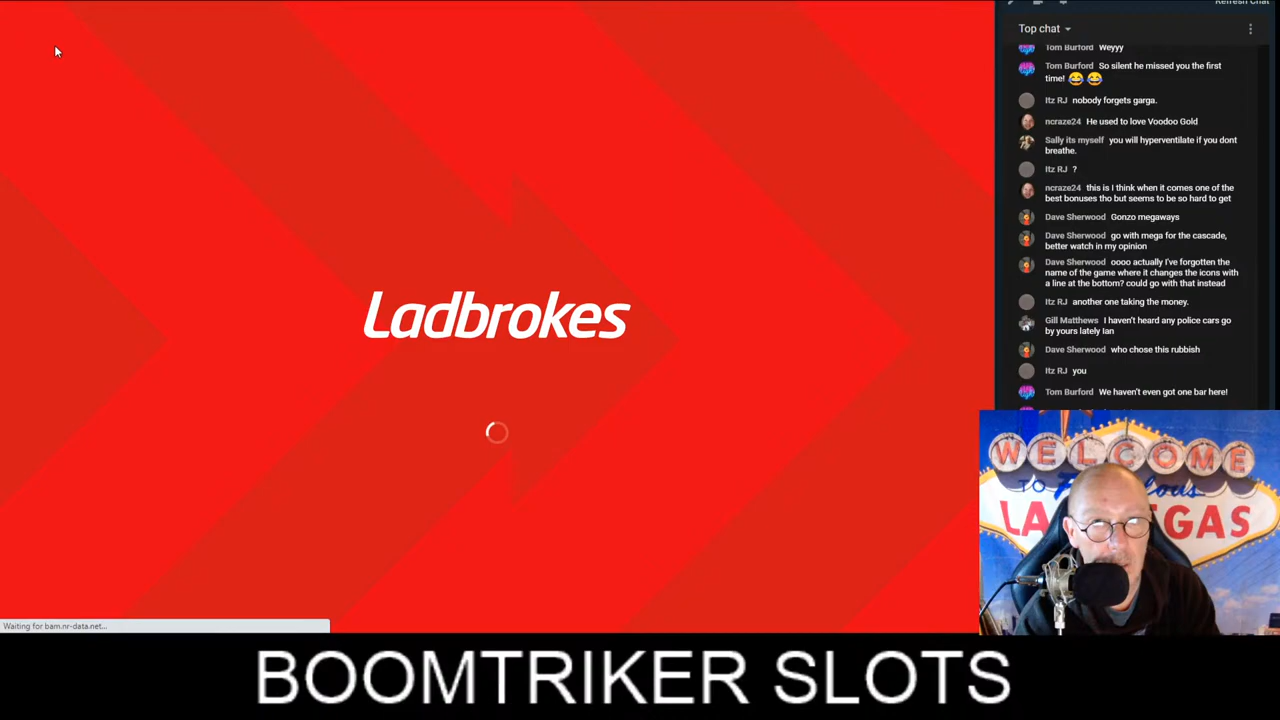 Refresh Chat
Top chat
Tom Burford Weyyy
Tom Burford So silent he missed you the first
time! 😂 😂
Itz RJ nobody forgets garga.
ncraze24 He used to love Voodoo Gold
Sally its myself you will hyperventilate if you dont
breathe.
Itz RJ ?
ncraze24 this is I think when it comes one of the
best bonuses tho but seems to be so hard to get
Dave Sherwood Gonzo megaways
Dave Sherwood go with mega for the cascade,
better watch in my opinion
Dave Sherwood oooo actually I've forgotten the
name of the game where it changes the icons with
a line at the bottom? could go with that instead
Itz RJ another one taking the money.
Gill Matthews I haven't heard any police cars go
by yours lately Ian
Dave Sherwood who chose this rubbish
Itz RJ you
Tom Burford We haven't even got one bar here!
Ladbrokes
WELCOME
TO Fabulous
LAS VEGAS
Waiting for bam.nr-data.net...
BOOMTRIKER SLOTS